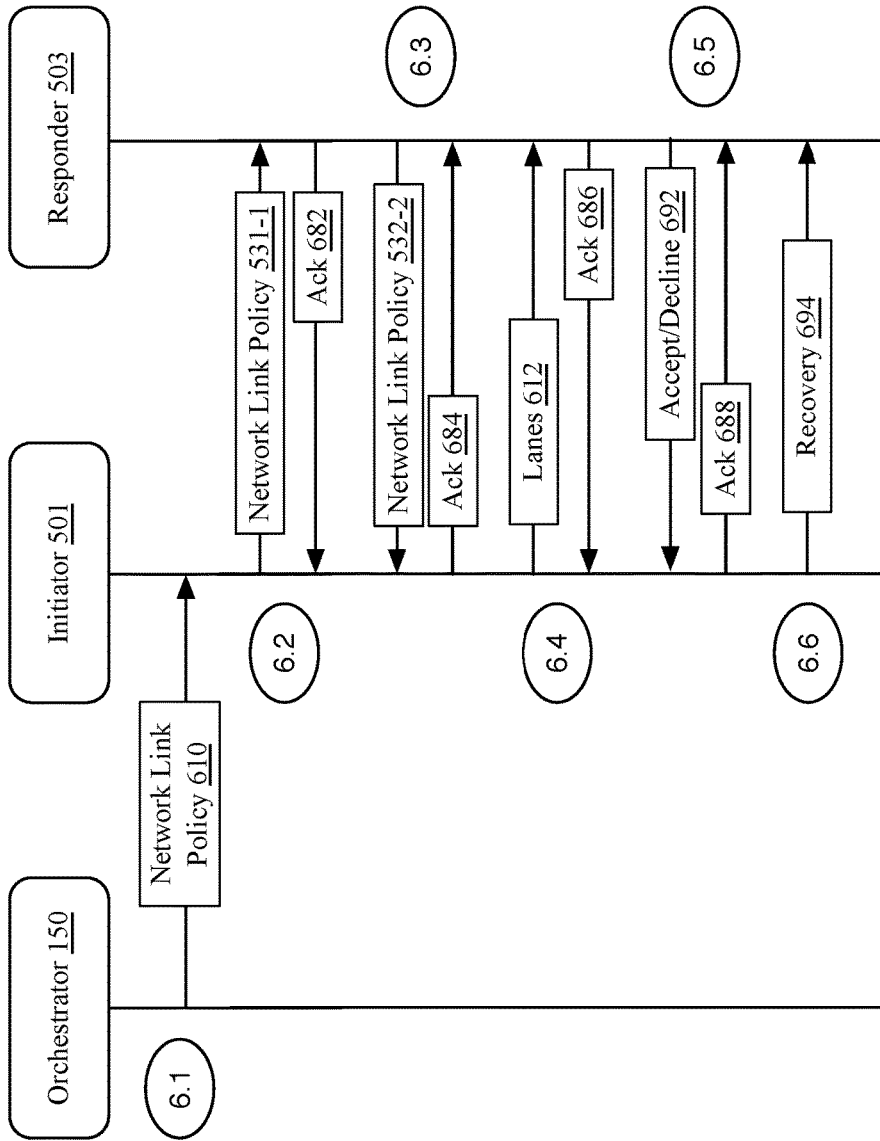 Orchestrator 150
Initiator 501
Responder 503
6.1
Network Link
Policy 610
6.2
Network Link Policy 531-1
Ack 682
6.3
Network Link Policy 532-2
Ack 684
6.4
Lanes 612
Ack 686
6.5
Accept/Decline 692
Ack 688
6.6
Recovery 694